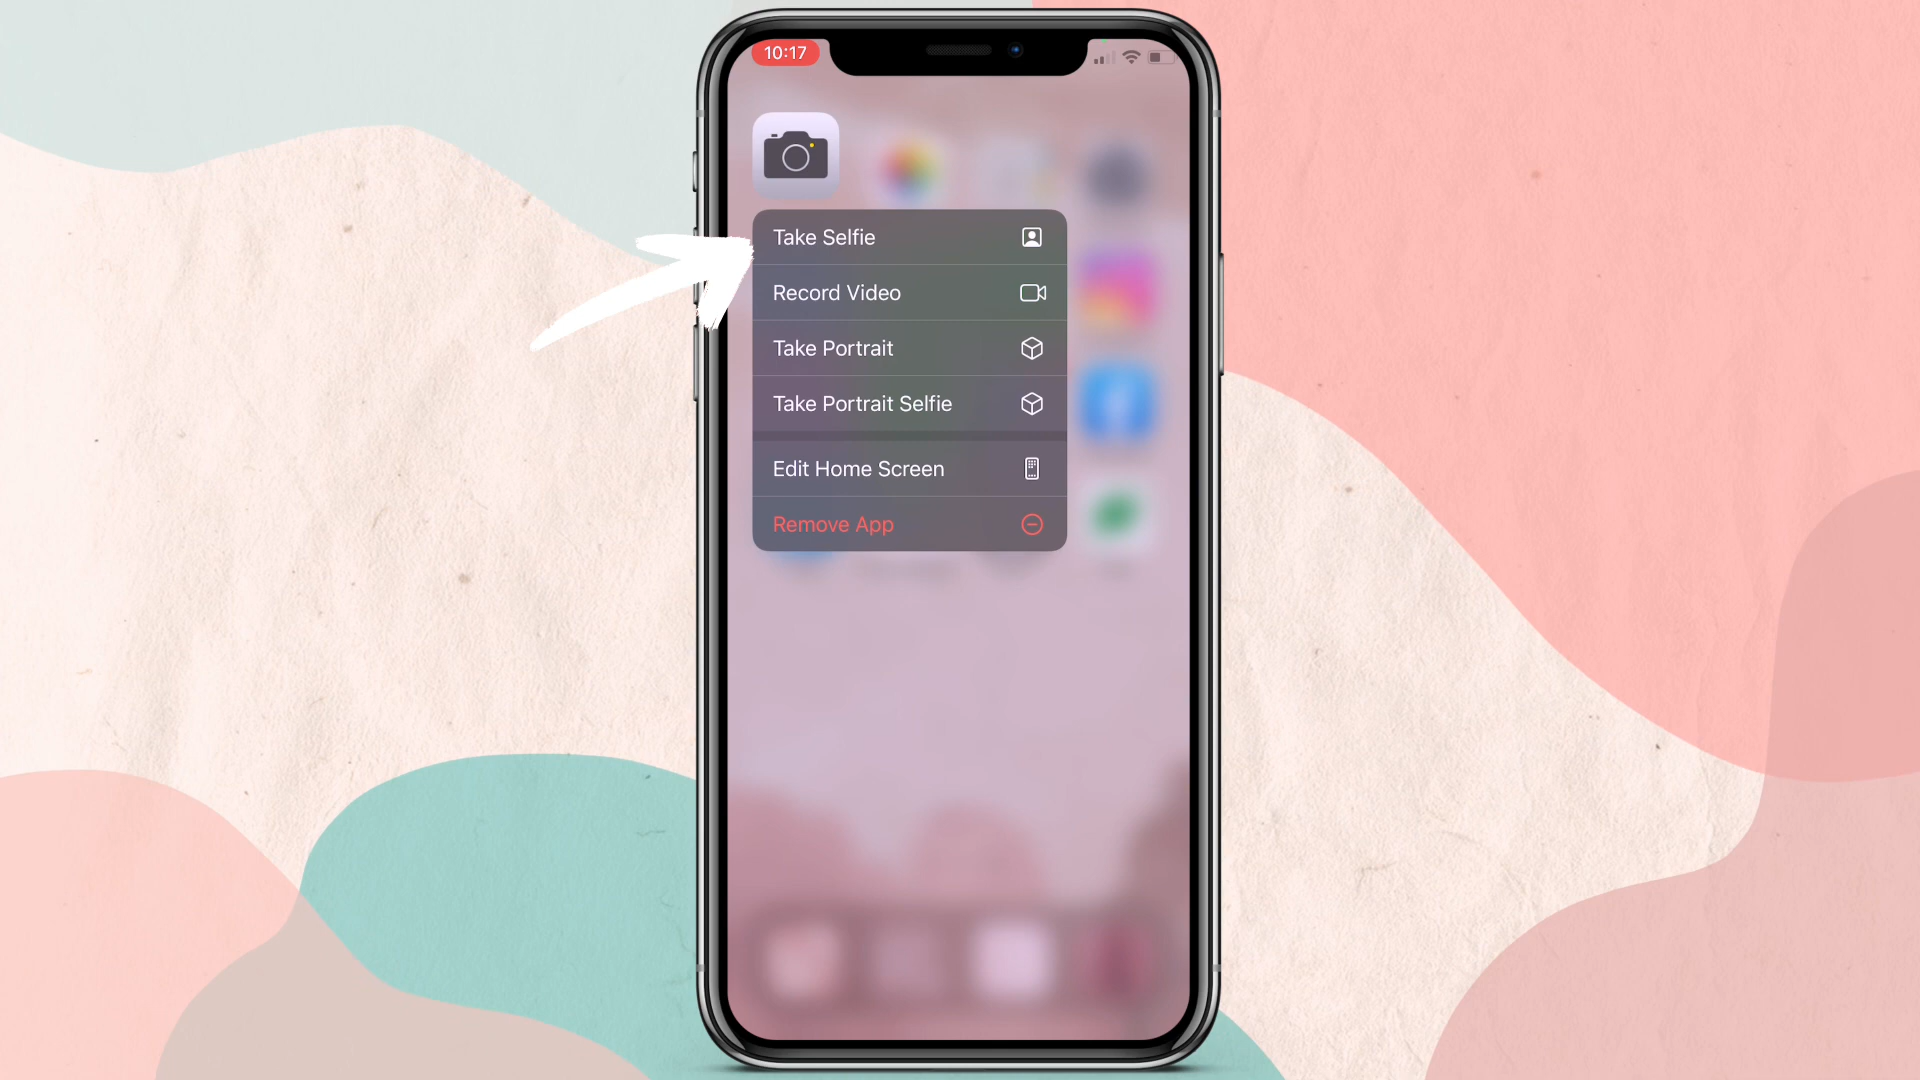 10:17
Take Selfie
Record Video
Take Portrait
Take Portrait Selfie
Edit Home Screen
Remove App